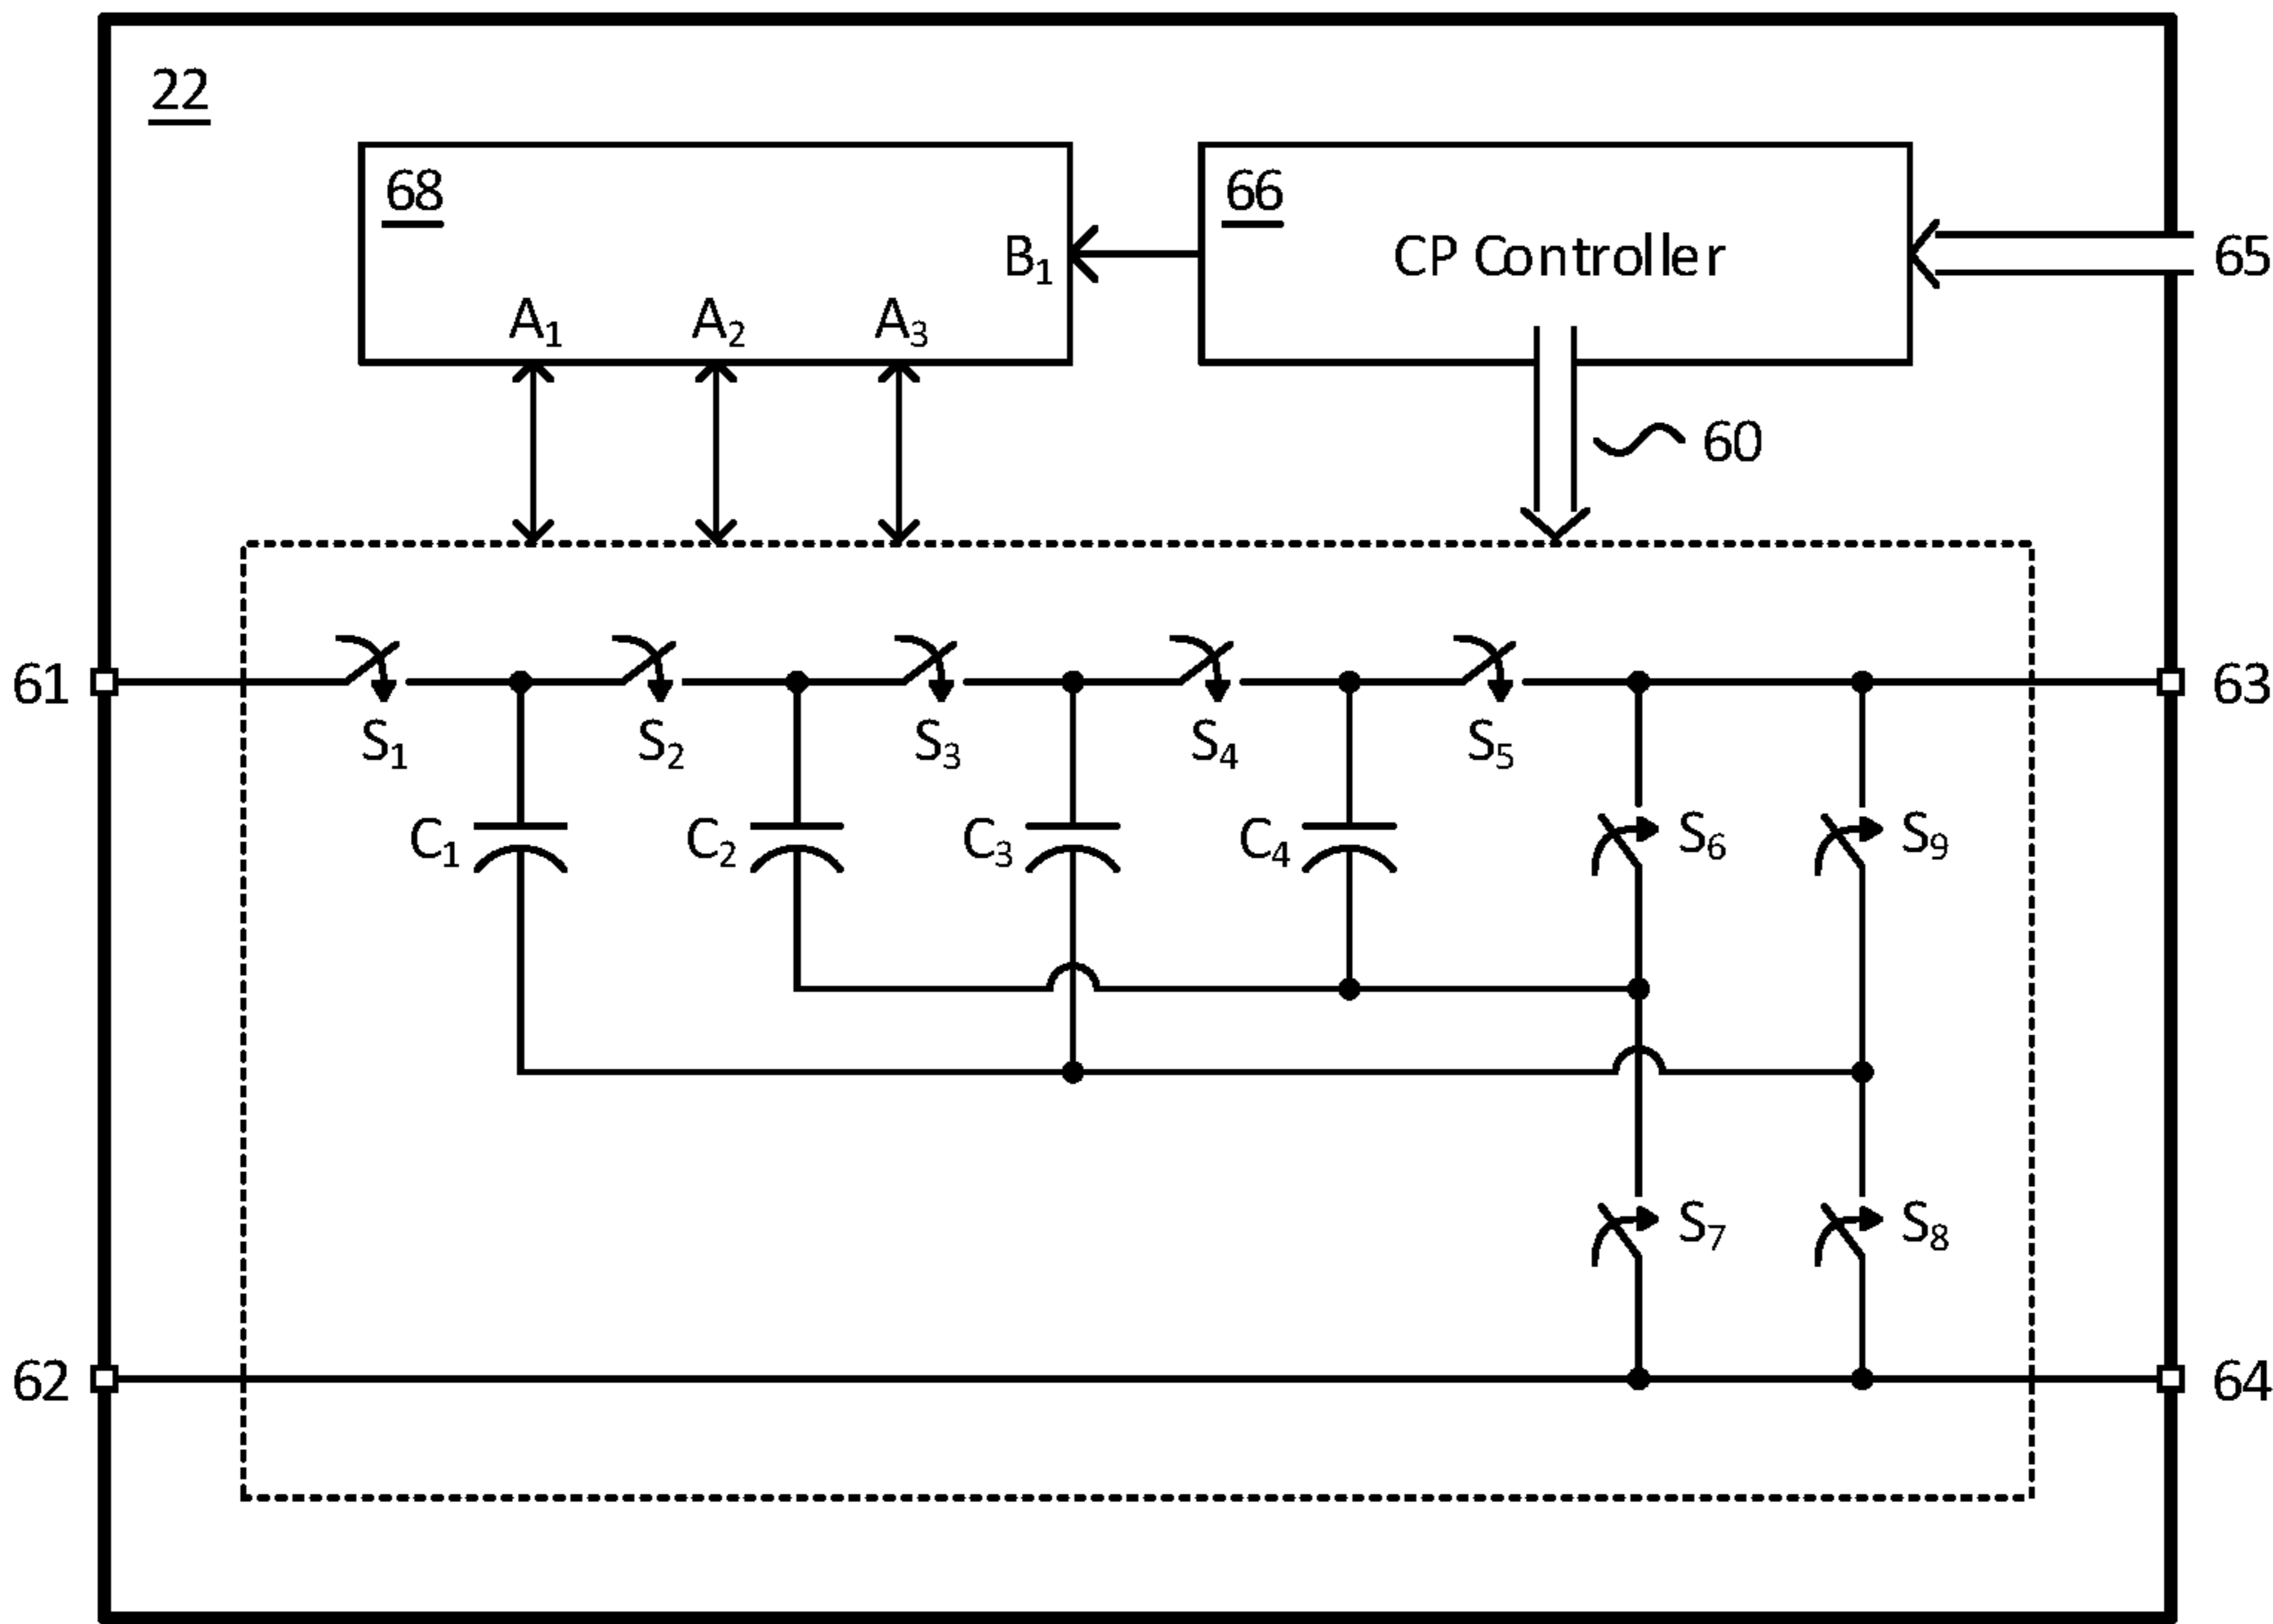 22
68
66
B₁
CP Controller
65
A₁ A₂ A₃
60
61
63
S₁ S₂ S₃ S₄ S₅
C₁ C₂ C₃ C₄ S₆ S₉
S₇ S₈
62
64